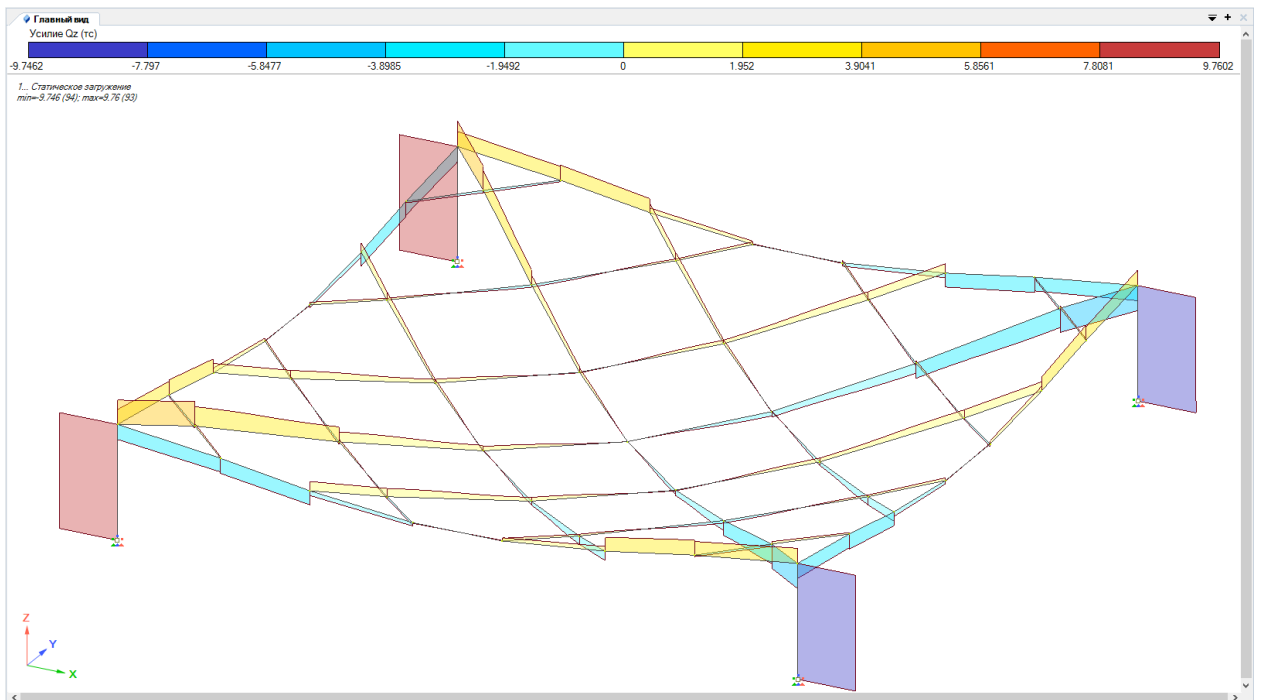 Главный вид
Усилие Qz (тс)
-9.7462 -7.797 -5.8477 -3.8985 -1.9492 0 1.952 3.9041 5.8561 7.8081 9.7602
1... Статическое загружение
min=-9.746 (94); max=9.76 (93)
Z
Y
X